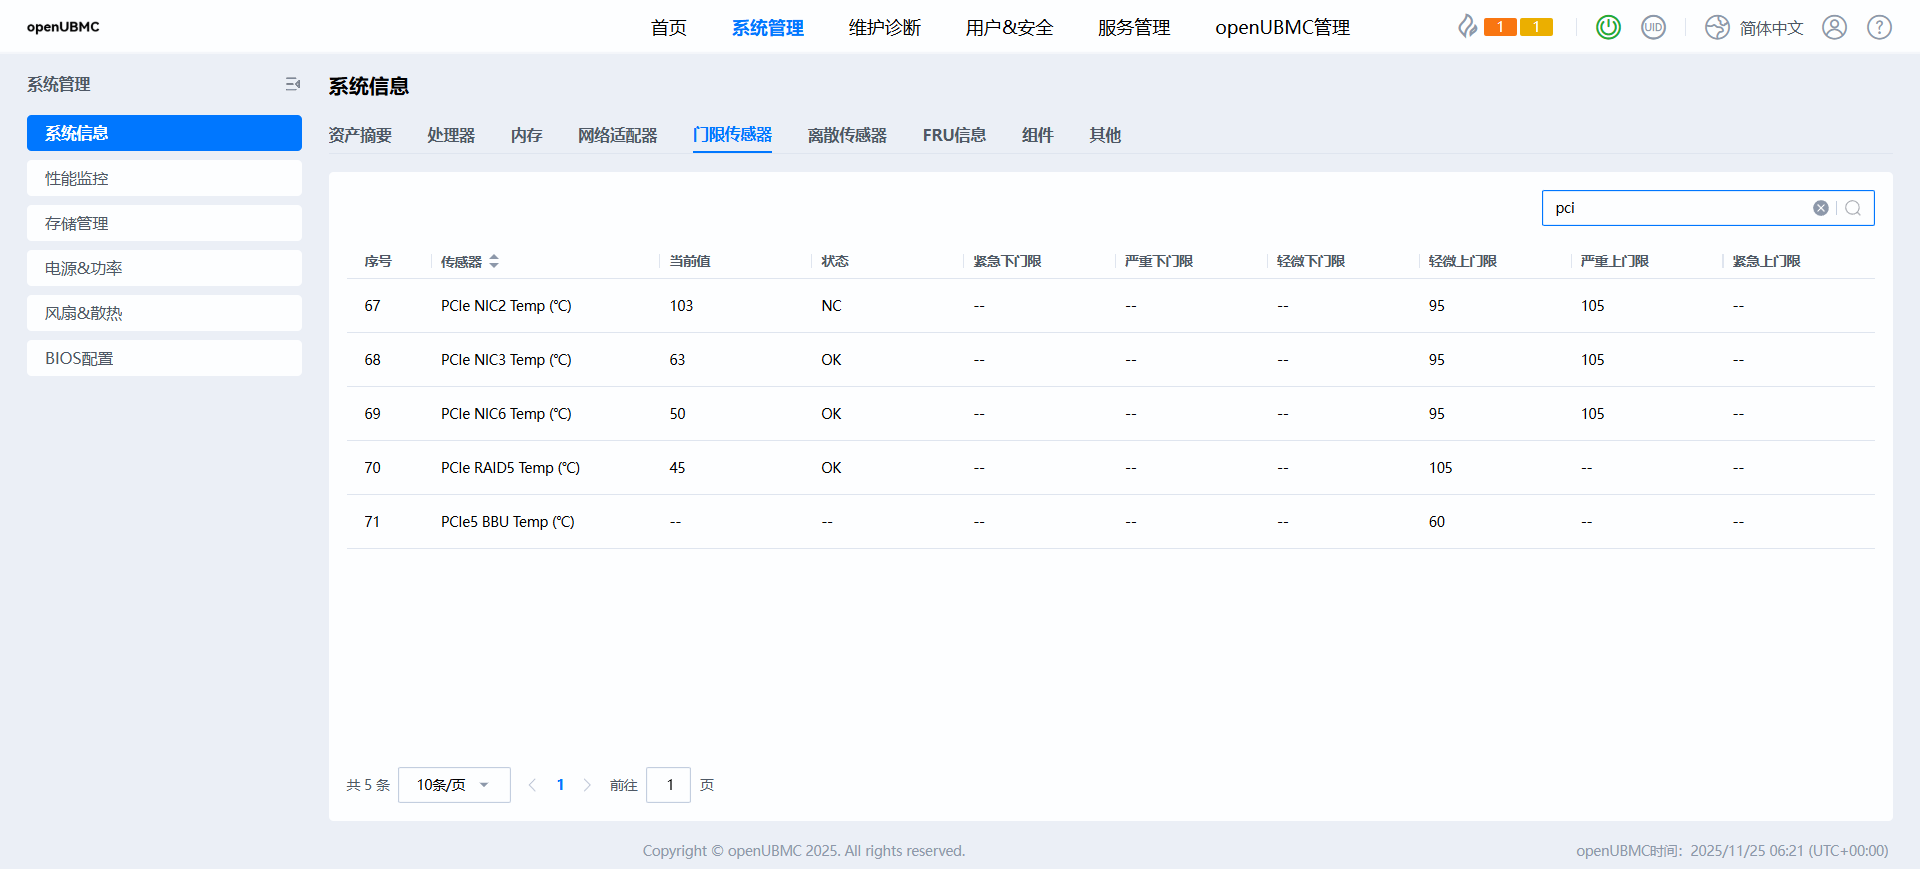 openUBMC
首页 系统管理 维护诊断 用户&安全 服务管理 openUBMC管理
1 1 UID 简体中文
系统管理
系统信息
性能监控
存储管理
电源&功率
风扇&散热
BIOS配置
系统信息
资产摘要 处理器 内存 网络适配器 门限传感器 离散传感器 FRU信息 组件 其他
pci
序号 传感器 当前值 状态 紧急下门限 严重下门限 轻微下门限 轻微上门限 严重上门限 紧急上门限
67 PCIe NIC2 Temp (℃) 103 NC -- -- -- 95 105 --
68 PCIe NIC3 Temp (℃) 63 OK -- -- -- 95 105 --
69 PCIe NIC6 Temp (℃) 50 OK -- -- -- 95 105 --
70 PCIe RAID5 Temp (℃) 45 OK -- -- -- 105 -- --
71 PCIe5 BBU Temp (℃) -- -- -- -- -- 60 -- --
共 5 条 10条/页 1 前往 1 页
Copyright © openUBMC 2025. All rights reserved.
openUBMC时间: 2025/11/25 06:21 (UTC+00:00)